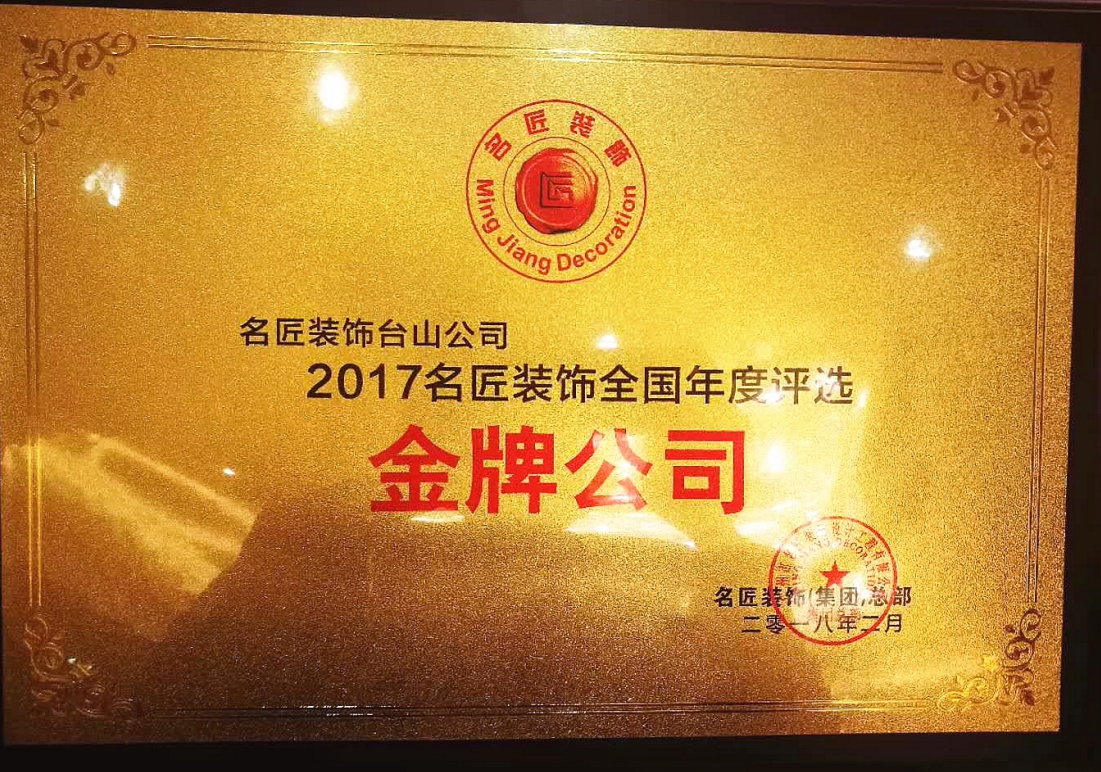 名匠装飾
匠
Ming Jiang Decoration
名匠装饰台山公司
2017名匠装饰全国年度评选
金牌公司
名匠装饰(集团)总部
二零一八年二月